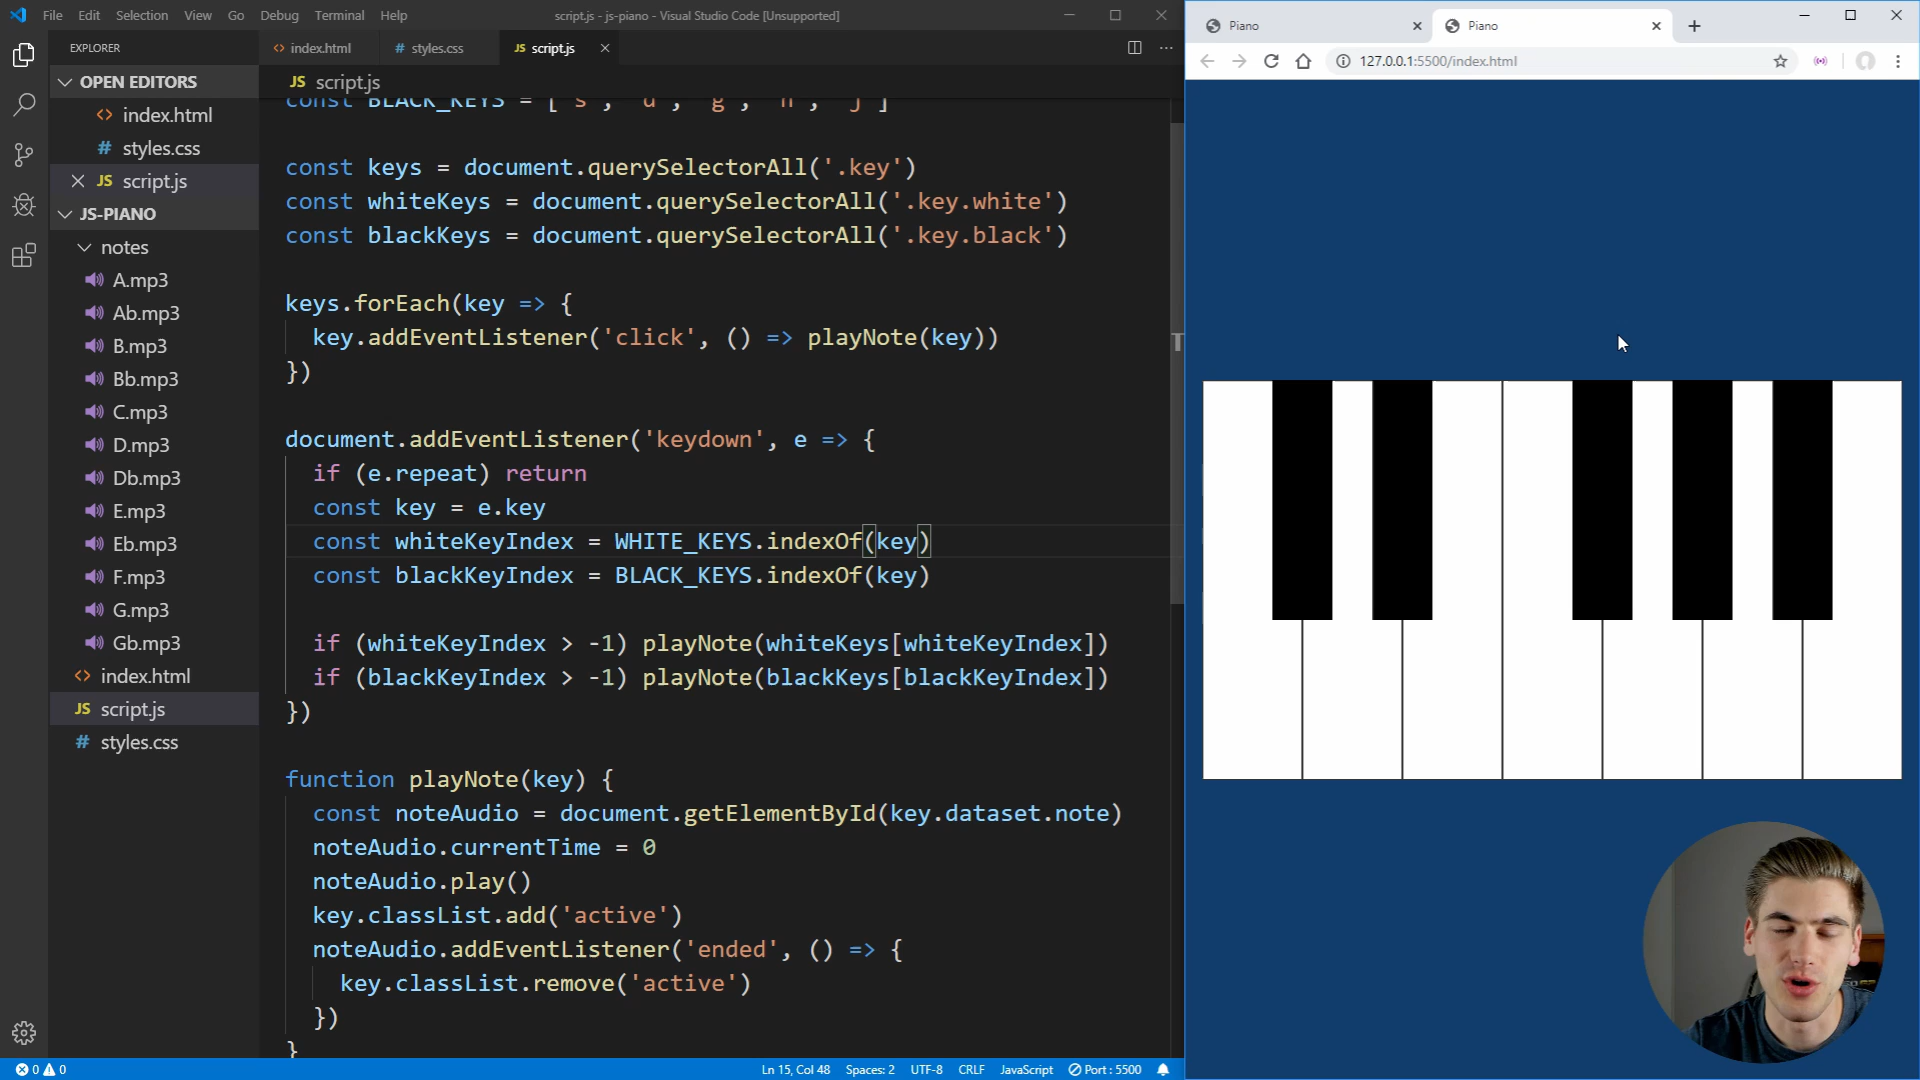 File Edit Selection View Go Debug Terminal Help
script.js - js-piano - Visual Studio Code [Unsupported]
EXPLORER
OPEN EDITORS
index.html
styles.css
script.js
JS-PIANO
notes
A.mp3
Ab.mp3
B.mp3
Bb.mp3
C.mp3
D.mp3
Db.mp3
E.mp3
Eb.mp3
F.mp3
G.mp3
Gb.mp3
index.html
JS script.js
# styles.css
index.html
# styles.css
JS script.js
JS script.js
const BLACK_KEYS = ['s', 'd', 'g', 'h', 'j']
const keys = document.querySelectorAll('.key')
const whiteKeys = document.querySelectorAll('.key.white')
const blackKeys = document.querySelectorAll('.key.black')
keys.forEach(key => {
key.addEventListener('click', () => playNote(key))
})
document.addEventListener('keydown', e => {
if (e.repeat) return
const key = e.key
const whiteKeyIndex = WHITE_KEYS.indexOf(key)
const blackKeyIndex = BLACK_KEYS.indexOf(key)
if (whiteKeyIndex > -1) playNote(whiteKeys[whiteKeyIndex])
if (blackKeyIndex > -1) playNote(blackKeys[blackKeyIndex])
})
function playNote(key) {
const noteAudio = document.getElementById(key.dataset.note)
noteAudio.currentTime = 0
noteAudio.play()
key.classList.add('active')
noteAudio.addEventListener('ended', () => {
key.classList.remove('active')
})
}
0 0
Ln 15, Col 48 Spaces: 2 UTF-8 CRLF JavaScript Port : 5500
Piano
Piano
127.0.0.1:5500/index.html